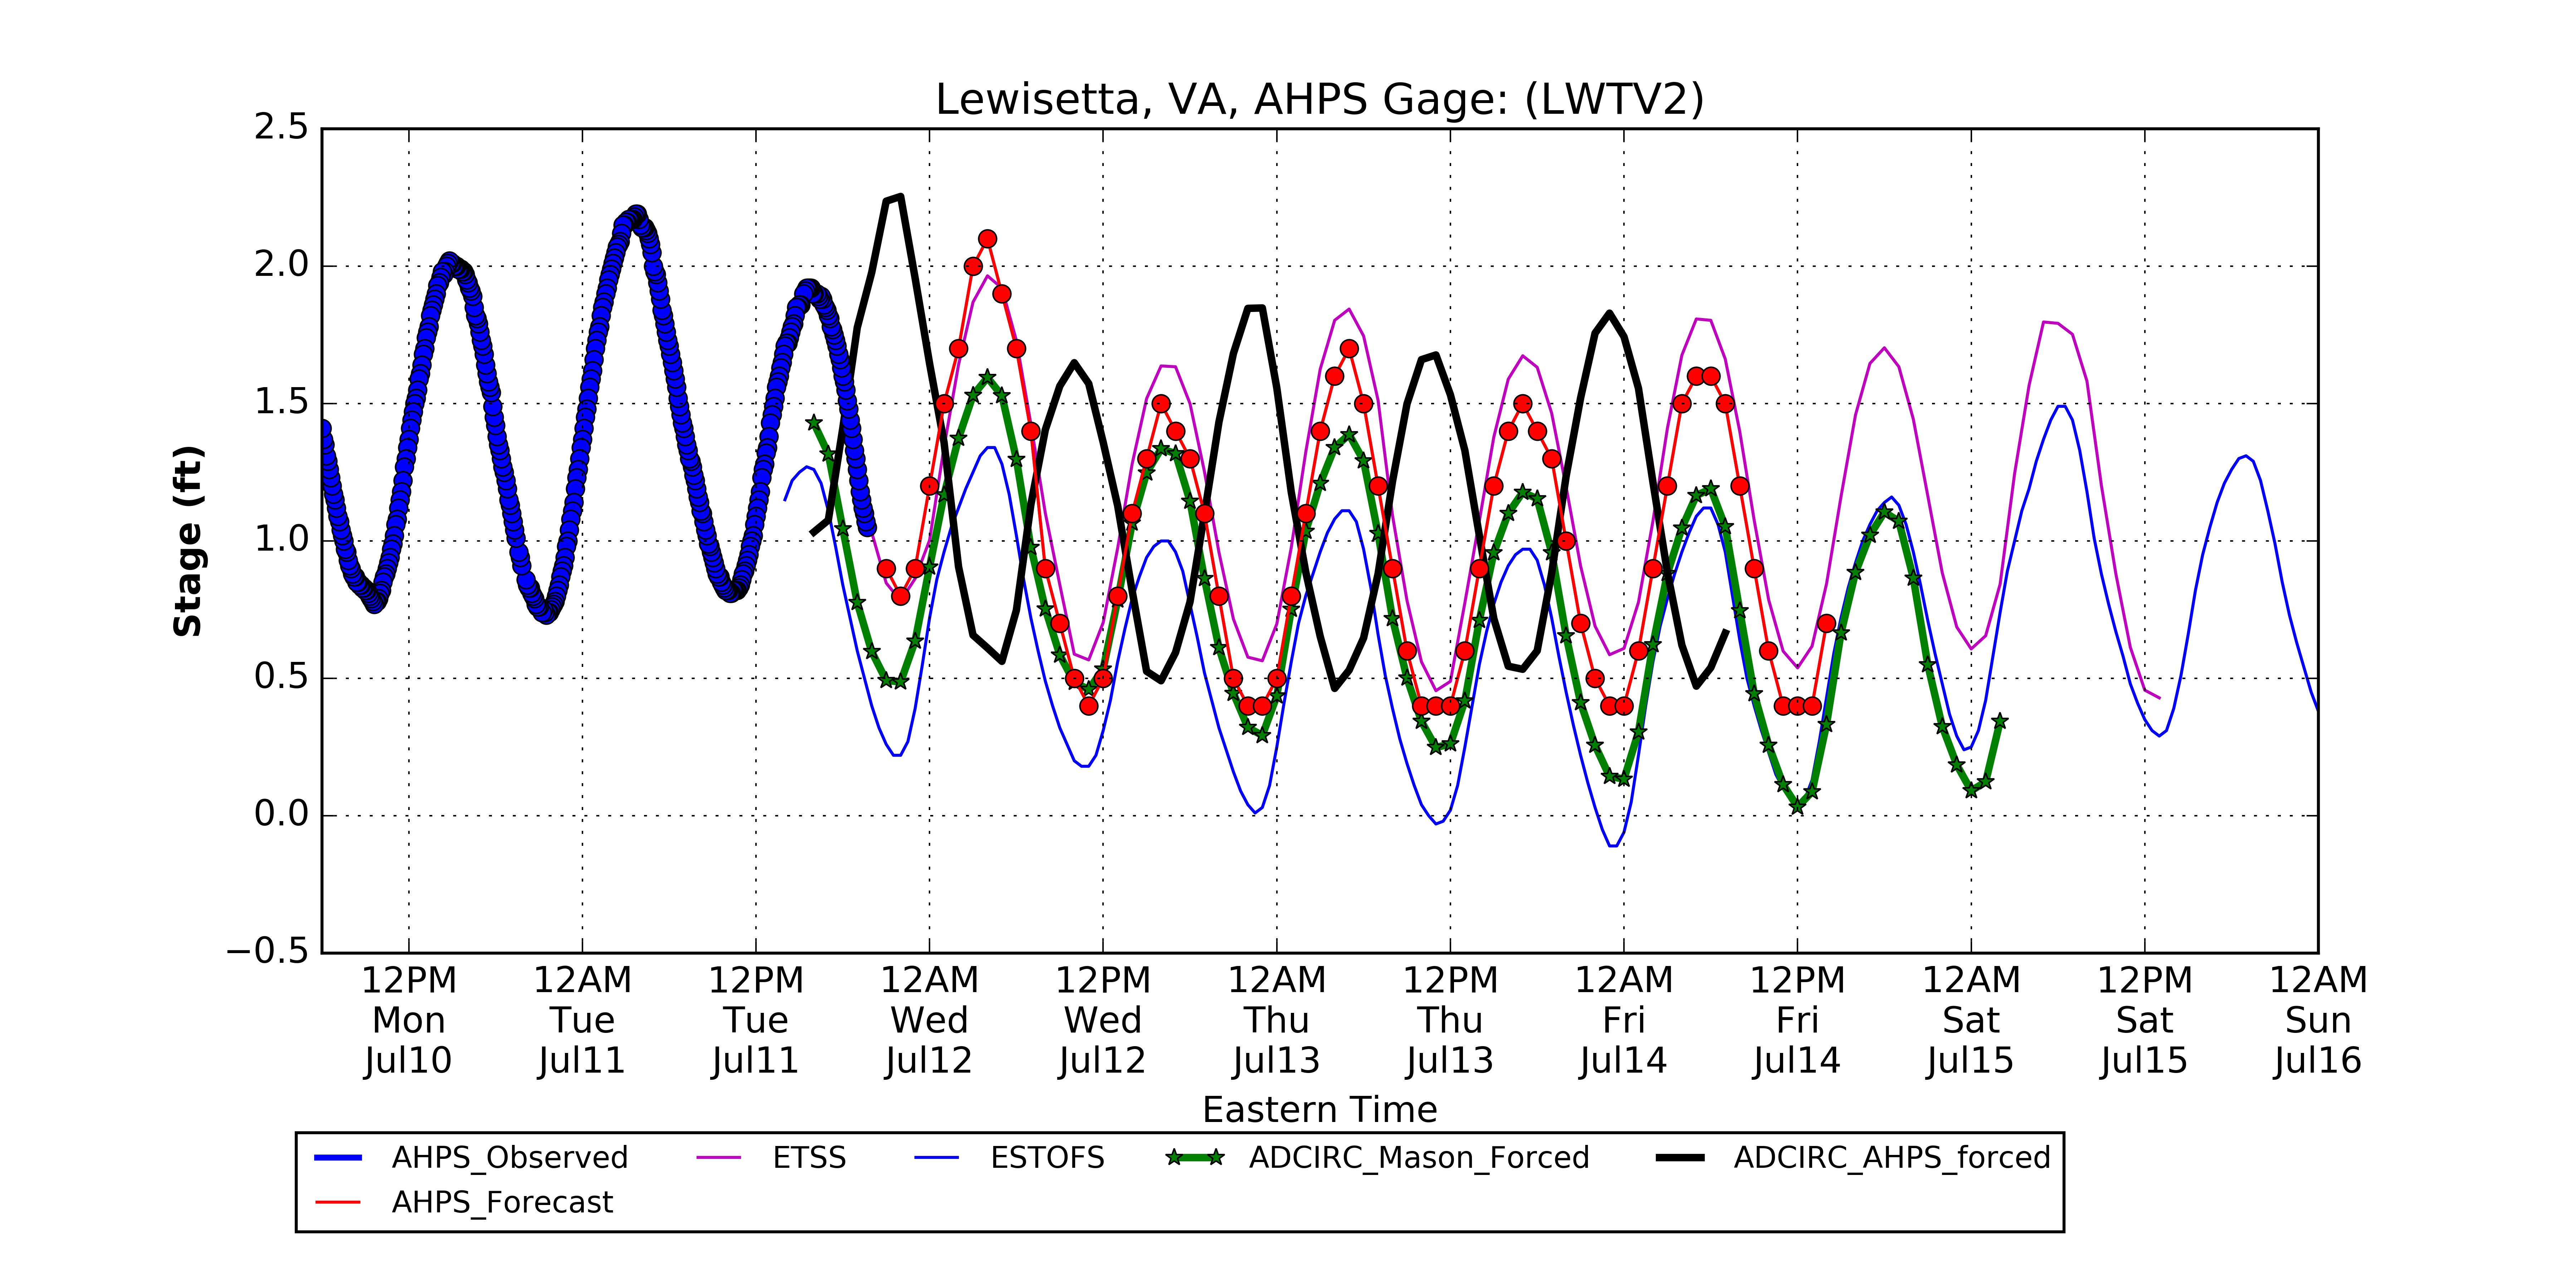 Lewisetta, VA, AHPS Gage: (LWTV2)
2.5
2.0
1.5
1.0
0.5
0.0
−0.5
Stage (ft)
12PM 12AM 12PM 12AM 12PM 12AM 12PM 12AM 12PM 12AM 12PM 12AM
Mon Tue Tue Wed Wed Thu Thu Fri Fri Sat Sat Sun
Jul10 Jul11 Jul11 Jul12 Jul12 Jul13 Jul13 Jul14 Jul14 Jul15 Jul15 Jul16
Eastern Time
AHPS_Observed ETSS ESTOFS ADCIRC_Mason_Forced ADCIRC_AHPS_forced
AHPS_Forecast